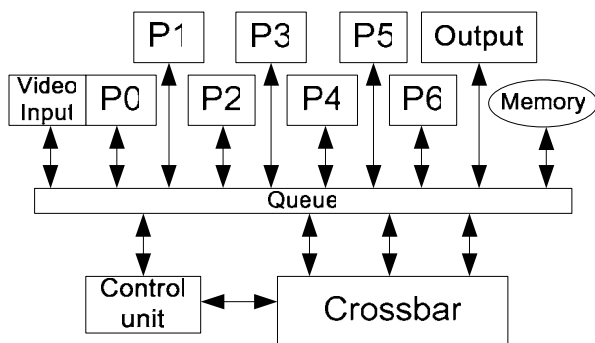 P1 P3 P5 Output
Video Input P0 P2 P4 P6 Memory
Queue
Control unit
Crossbar